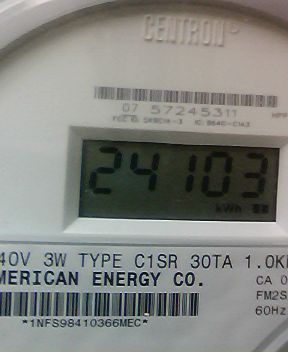 CENTRON®
07 57245311
24103
kWh
40V 3W TYPE C1SR 30TA 1.0K
MERICAN ENERGY CO.
CA 0
FM2S
60Hz
*1NFS98410366MEC*